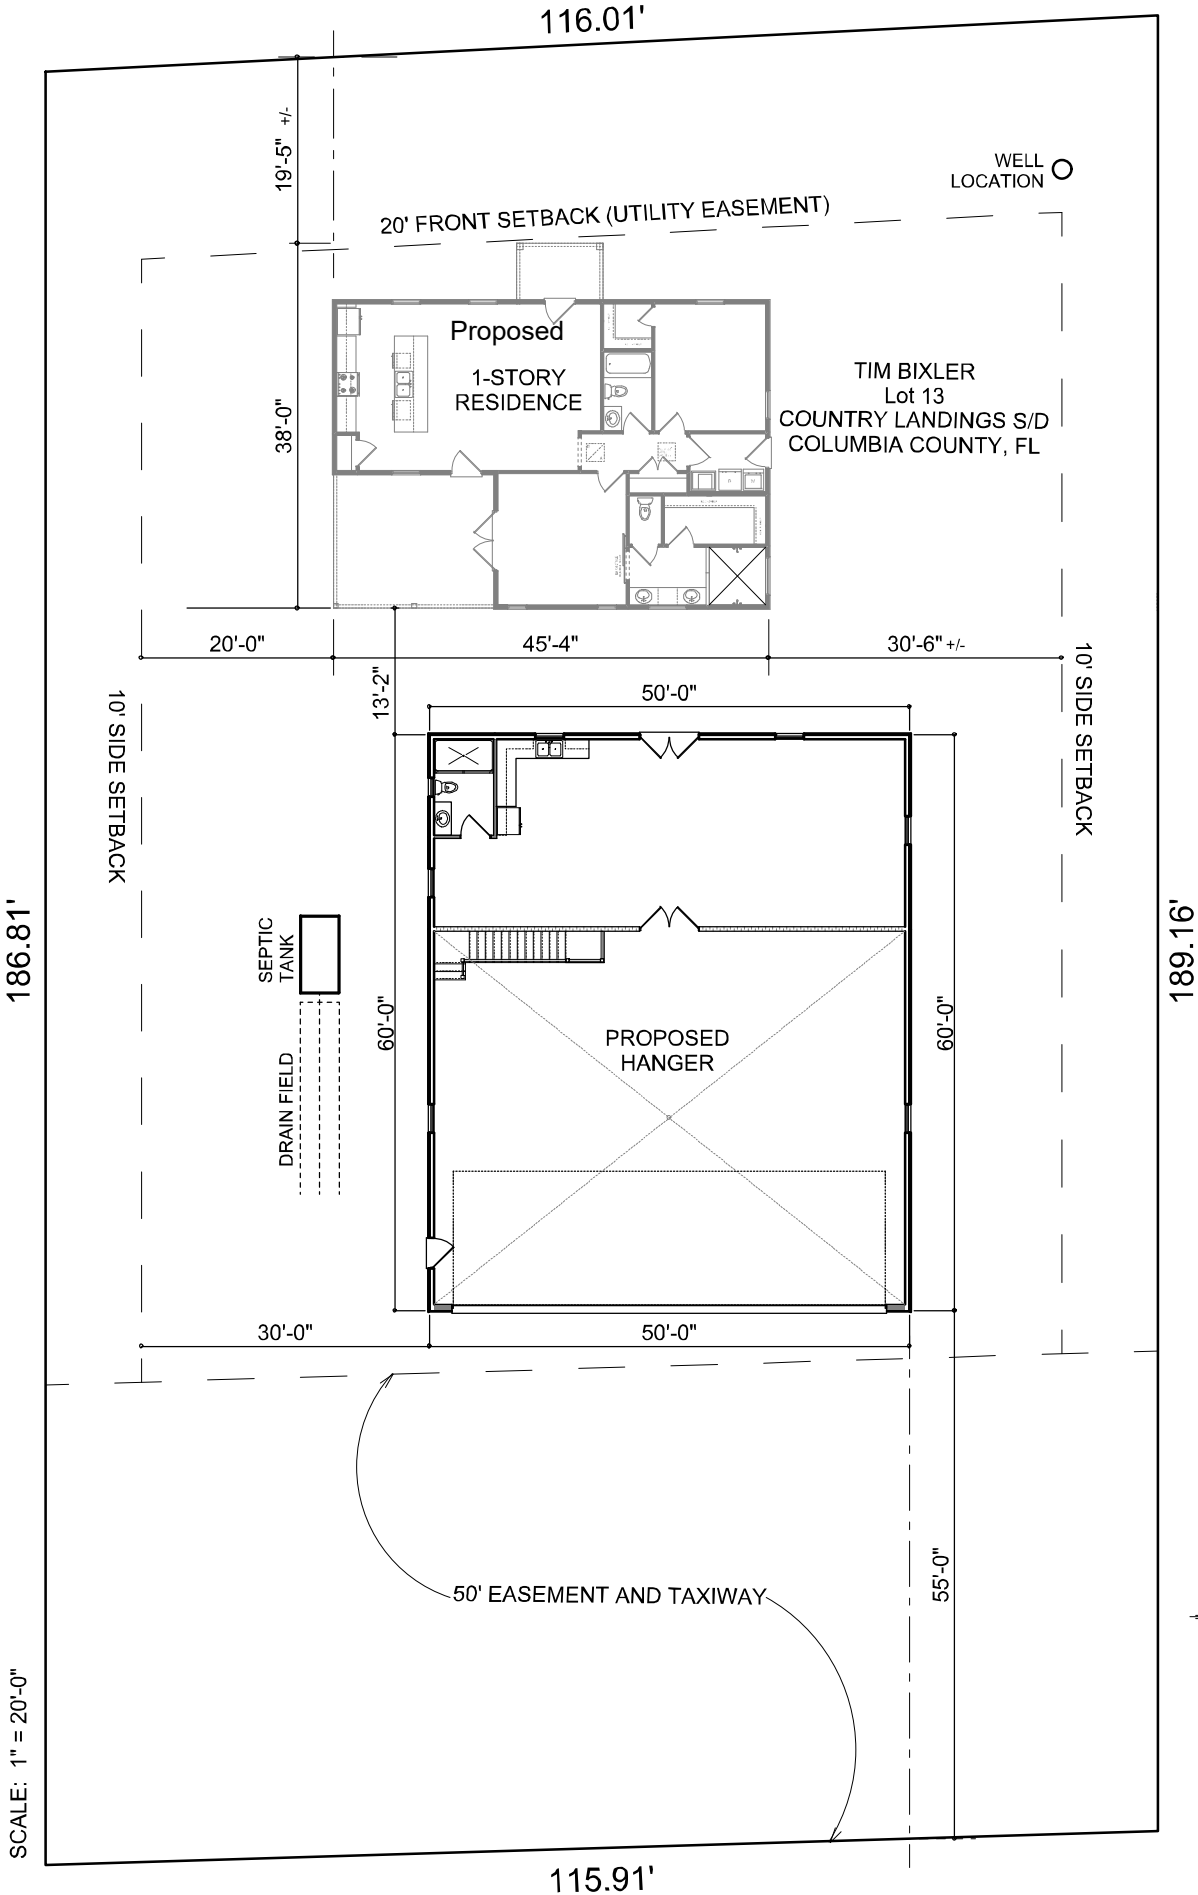 116.01'
19'-5" +/-
WELL
LOCATION
20' FRONT SETBACK (UTILITY EASEMENT)
Proposed
1-STORY
RESIDENCE
TIM BIXLER
Lot 13
COUNTRY LANDINGS S/D
COLUMBIA COUNTY, FL
38'-0"
20'-0"
45'-4"
30'-6" +/-
13'-2"
50'-0"
10' SIDE SETBACK
10' SIDE SETBACK
186.81'
189.16'
SEPTIC
TANK
60'-0"
60'-0"
PROPOSED
HANGER
DRAIN FIELD
30'-0"
50'-0"
50' EASEMENT AND TAXIWAY
55'-0"
SCALE: 1" = 20'-0"
115.91'